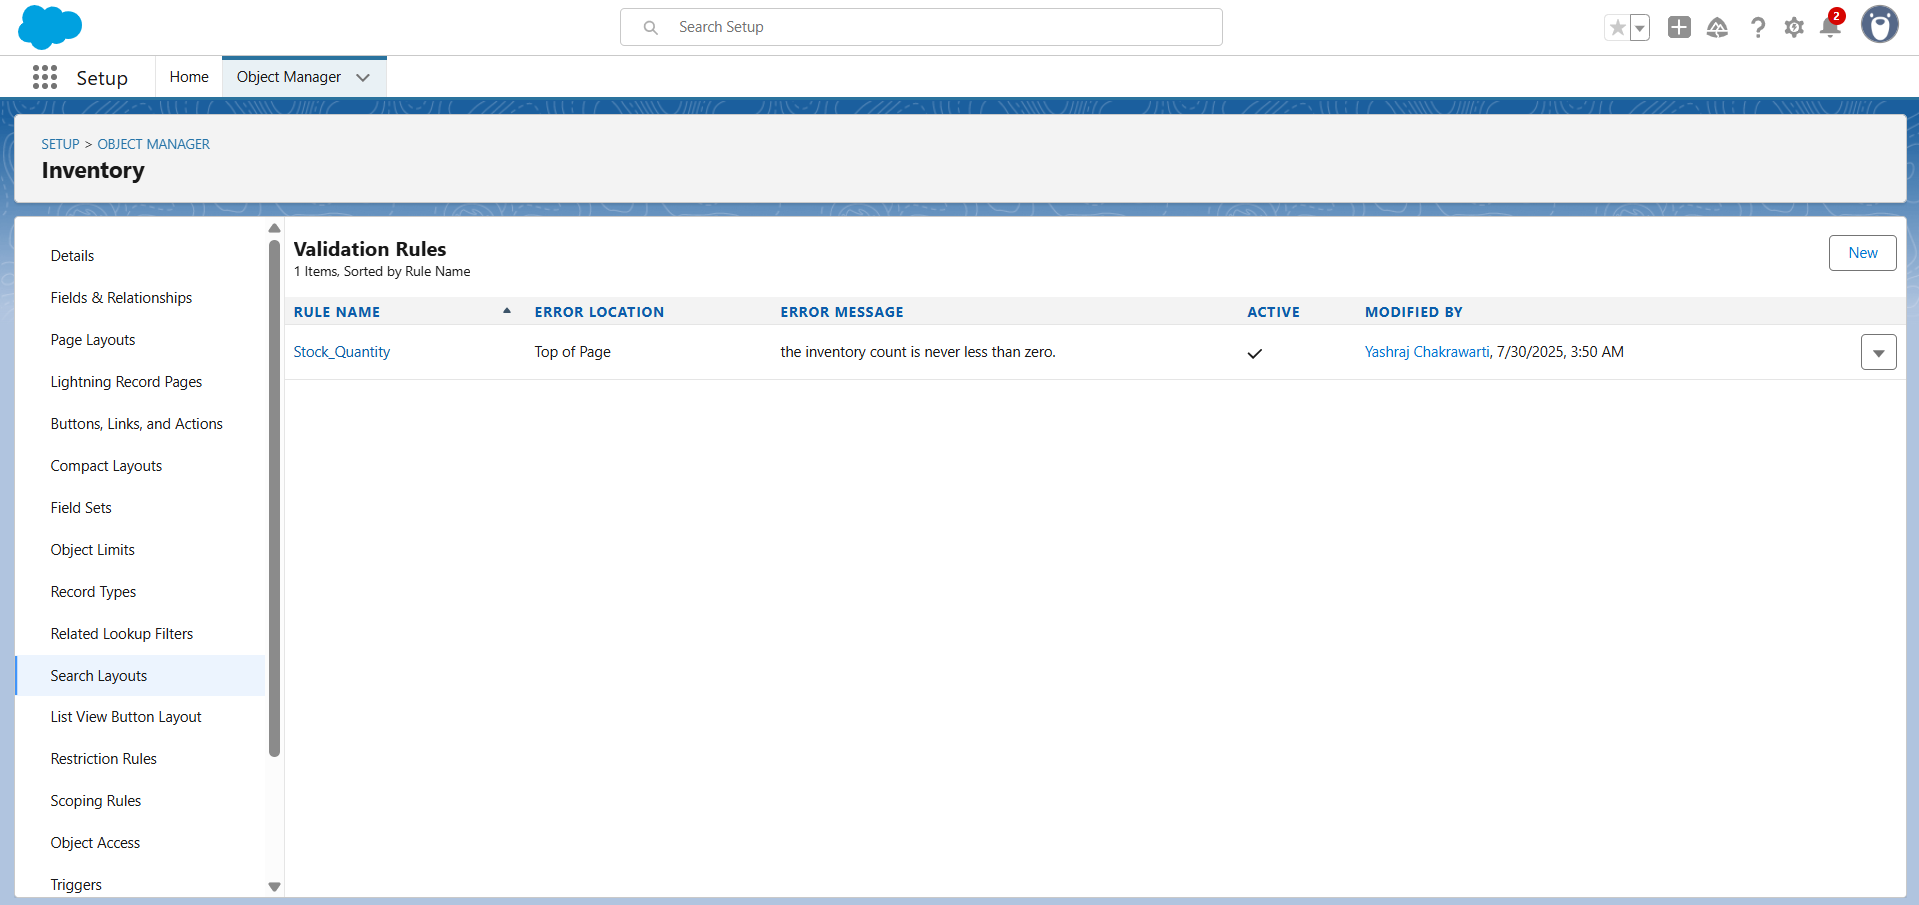 Search Setup
2
Setup
Home
Object Manager
SETUP > OBJECT MANAGER
Inventory
Details
Fields & Relationships
Page Layouts
Lightning Record Pages
Buttons, Links, and Actions
Compact Layouts
Field Sets
Object Limits
Record Types
Related Lookup Filters
Search Layouts
List View Button Layout
Restriction Rules
Scoping Rules
Object Access
Triggers
Validation Rules
1 Items, Sorted by Rule Name
New
RULE NAME ERROR LOCATION ERROR MESSAGE ACTIVE MODIFIED BY
Stock_Quantity Top of Page the inventory count is never less than zero. Yashraj Chakrawarti, 7/30/2025, 3:50 AM